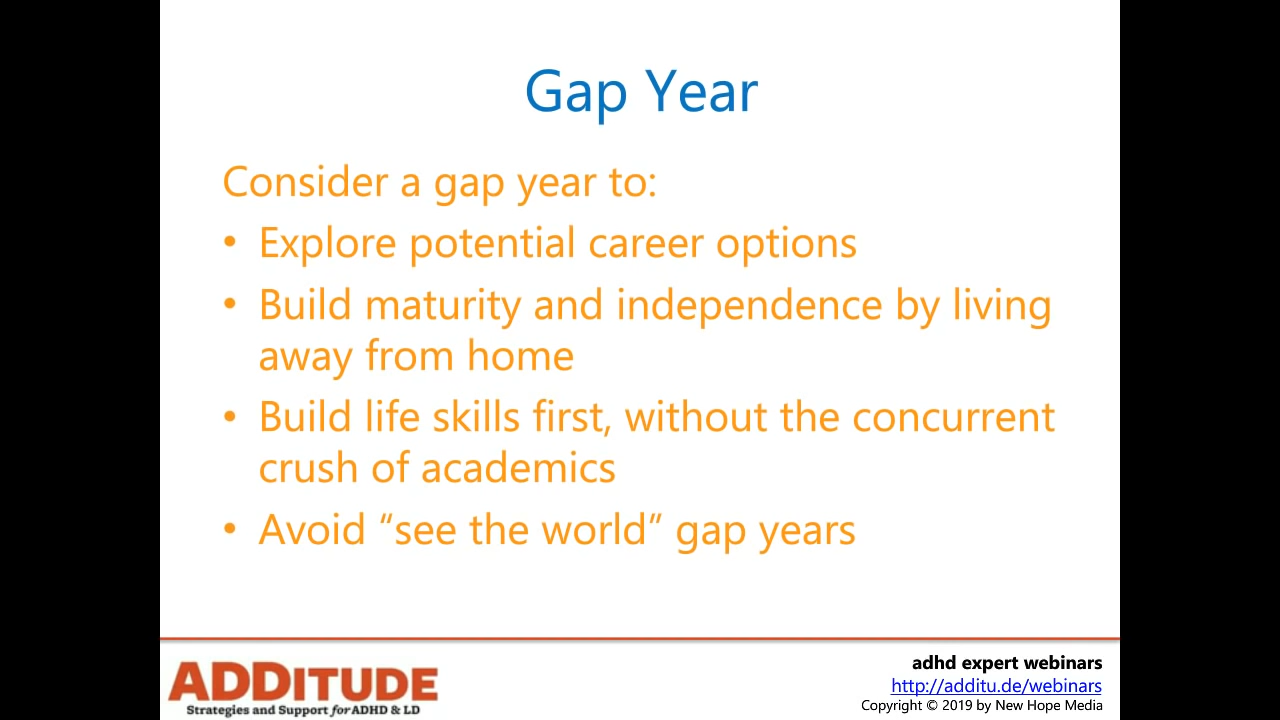 Gap Year
Consider a gap year to:
• Explore potential career options
• Build maturity and independence by living
away from home
• Build life skills first, without the concurrent
crush of academics
• Avoid “see the world” gap years
ADDITUDE
Strategies and Support for ADHD & LD
adhd expert webinars
http://additu.de/webinars
Copyright © 2019 by New Hope Media